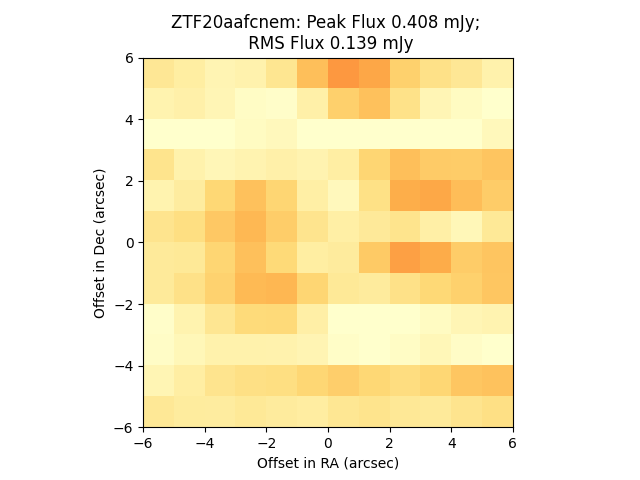 ZTF20aafcnem: Peak Flux 0.408 mJy;
RMS Flux 0.139 mJy
6
4
2
0
−2
−4
−6
Offset in Dec (arcsec)
−6 −4 −2 0 2 4 6
Offset in RA (arcsec)